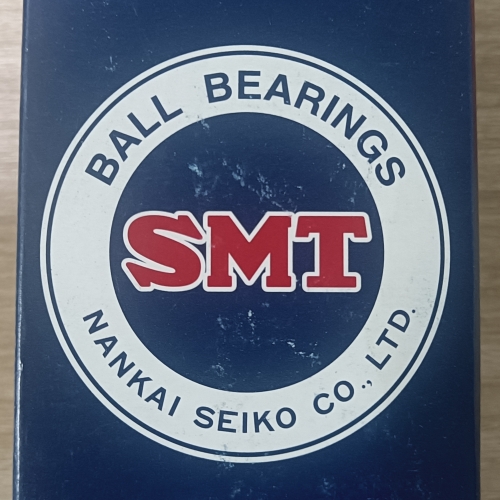 BALL BEARINGS
SMT
NANKAI SEIKO CO., LTD.